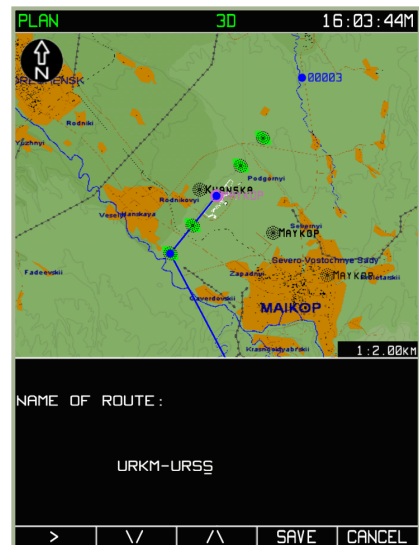 PLAN 3D 16:03:44M
N
00003
Rodniki
Podgornyi
KHANSKA
Rodnikovyi
Severnyi
MAYKOP
Severo-Vostochnye Sady
Fadeevskii
Zapadnyi
MAYKOP
Gaverdovskii
MAIKOP
1:2.00KM
NAME OF ROUTE:
URKM-URSS
> \/ /\ SAVE CANCEL